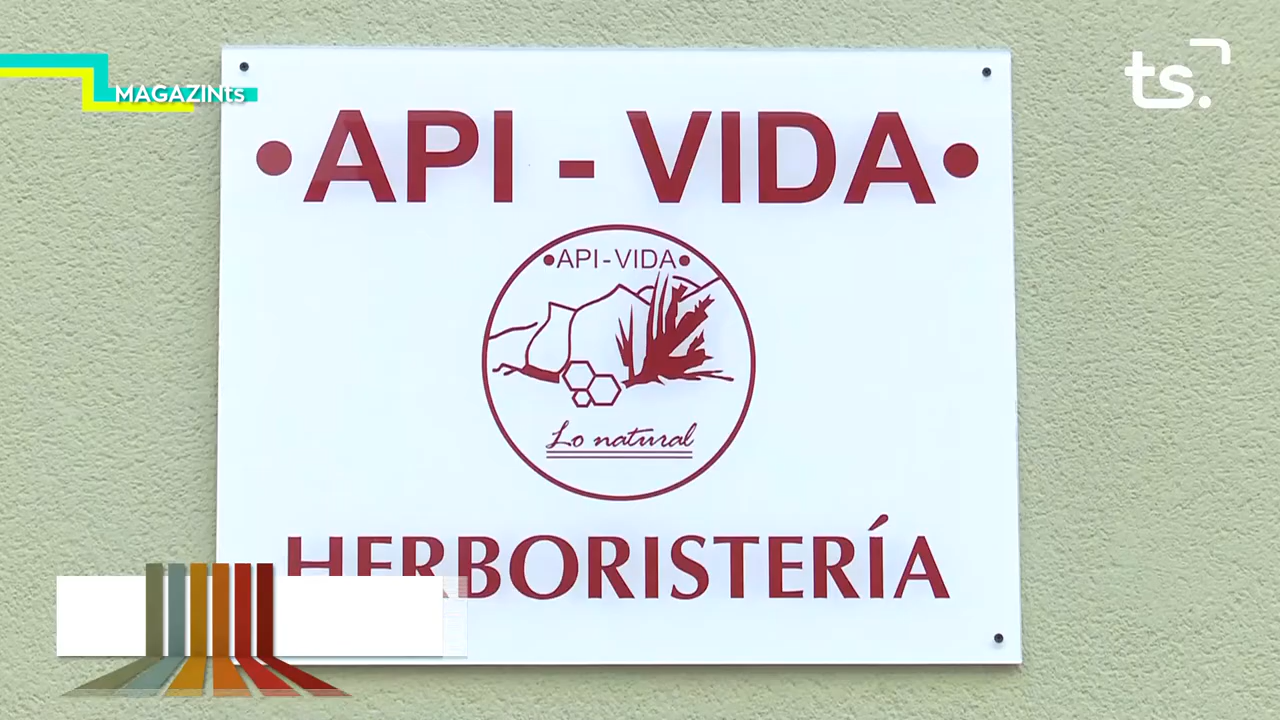 MAGAZINts
ts.
•API - VIDA•
•API-VIDA•
Lo natural
HERBORISTERÍA